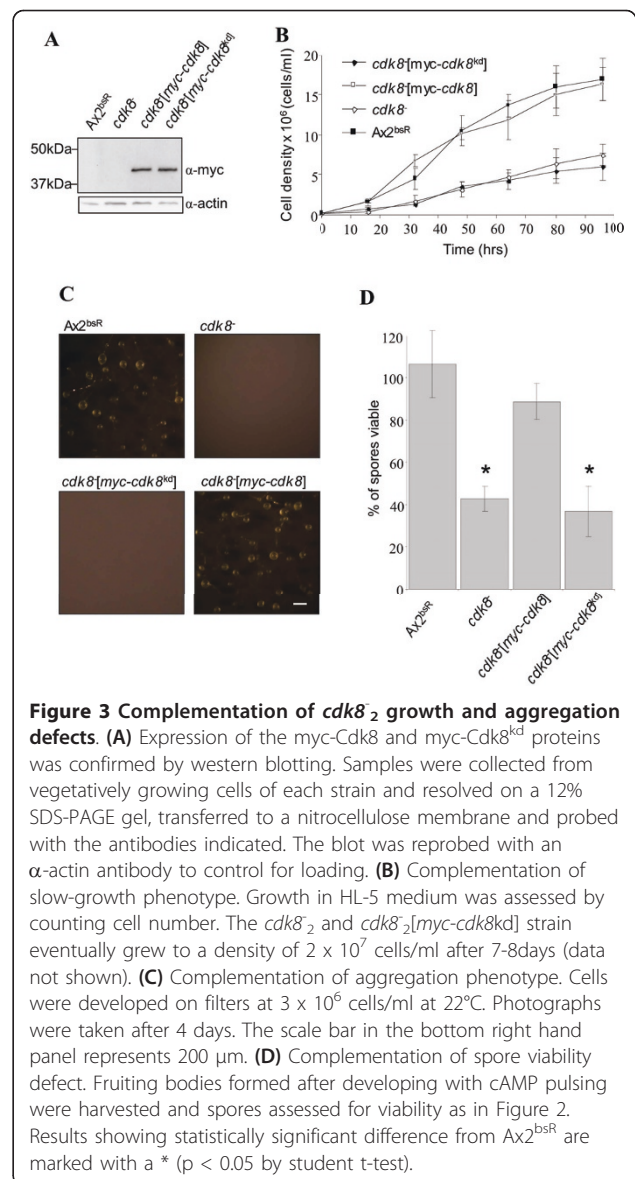 A
Ax2bsR
cdk8-
cdk8-[myc-cdk8]
cdk8-[myc-cdk8kd]
50kDa
37kDa
α-myc
α-actin
B
Cell density x 10⁶ (cells/ml)
20
15
10
5
0
0 10 20 30 40 50 60 70 80 90 100
Time (hrs)
cdk8-[myc-cdk8kd]
cdk8-[myc-cdk8]
cdk8-
Ax2bsR
C
Ax2bsR
cdk8-
cdk8-[myc-cdk8kd]
cdk8-[myc-cdk8]
D
% of spores viable
120
100
80
60
40
20
0
*
*
Ax2bsR
cdk8-
cdk8-[myc-cdk8]
cdk8-[myc-cdk8kd]
Figure 3 Complementation of cdk8-₂ growth and aggregation
defects. (A) Expression of the myc-Cdk8 and myc-Cdk8kd proteins
was confirmed by western blotting. Samples were collected from
vegetatively growing cells of each strain and resolved on a 12%
SDS-PAGE gel, transferred to a nitrocellulose membrane and probed
with the antibodies indicated. The blot was reprobed with an
α-actin antibody to control for loading. (B) Complementation of
slow-growth phenotype. Growth in HL-5 medium was assessed by
counting cell number. The cdk8-₂ and cdk8-₂[myc-cdk8kd] strain
eventually grew to a density of 2 x 10⁷ cells/ml after 7-8days (data
not shown). (C) Complementation of aggregation phenotype. Cells
were developed on filters at 3 x 10⁶ cells/ml at 22°C. Photographs
were taken after 4 days. The scale bar in the bottom right hand
panel represents 200 μm. (D) Complementation of spore viability
defect. Fruiting bodies formed after developing with cAMP pulsing
were harvested and spores assessed for viability as in Figure 2.
Results showing statistically significant difference from Ax2bsR are
marked with a * (p < 0.05 by student t-test).